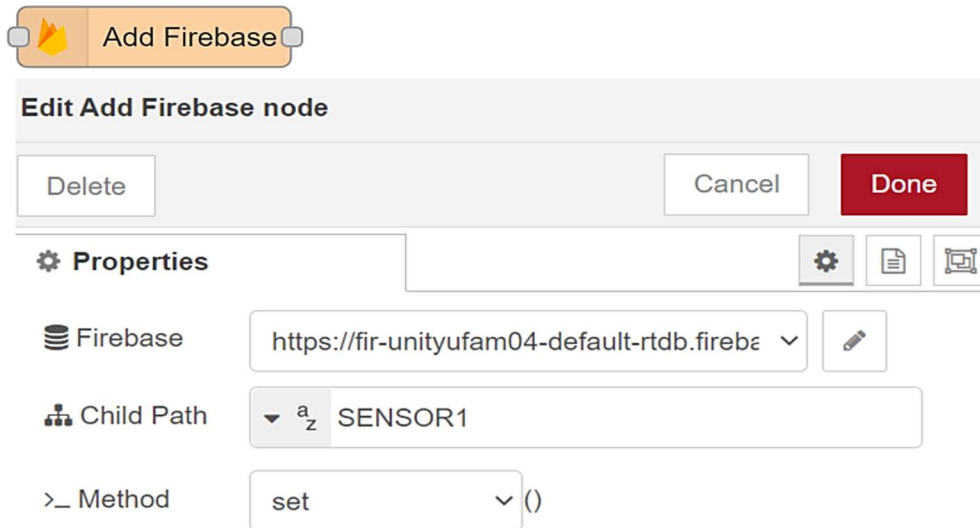 Add Firebase
Edit Add Firebase node
Delete Cancel Done
Properties
Firebase https://fir-unityufam04-default-rtdb.fireba
Child Path az SENSOR1
>_ Method set ()